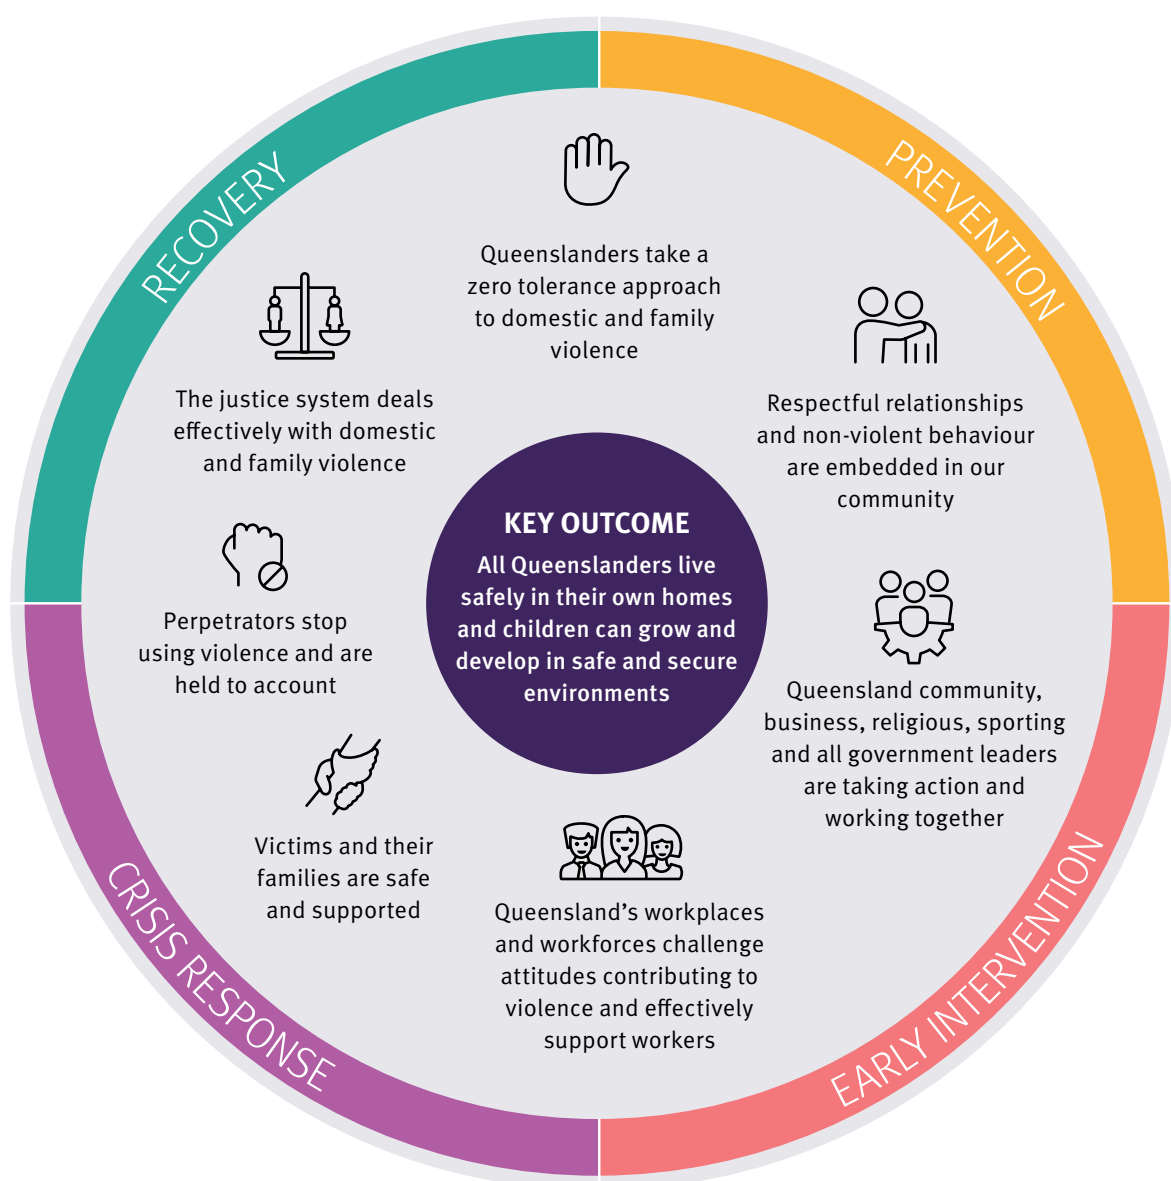 RECOVERY
PREVENTION
Queenslanders take a
zero tolerance approach
to domestic and family
violence
The justice system deals
effectively with domestic
and family violence
Respectful relationships
and non-violent behaviour
are embedded in our
community
KEY OUTCOME
All Queenslanders live
safely in their own homes
and children can grow and
develop in safe and secure
environments
Perpetrators stop
using violence and are
held to account
Queensland community,
business, religious, sporting
and all government leaders
are taking action and
working together
Victims and their
families are safe
and supported
Queensland’s workplaces
and workforces challenge
attitudes contributing to
violence and effectively
support workers
CRISIS RESPONSE
EARLY INTERVENTION